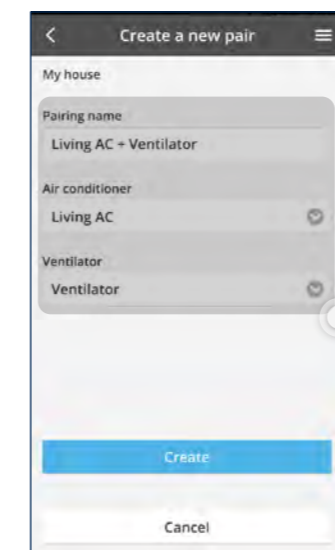 Create a new pair
My house
Pairing name
Living AC + Ventilator
Air conditioner
Living AC
Ventilator
Ventilator
Create
Cancel